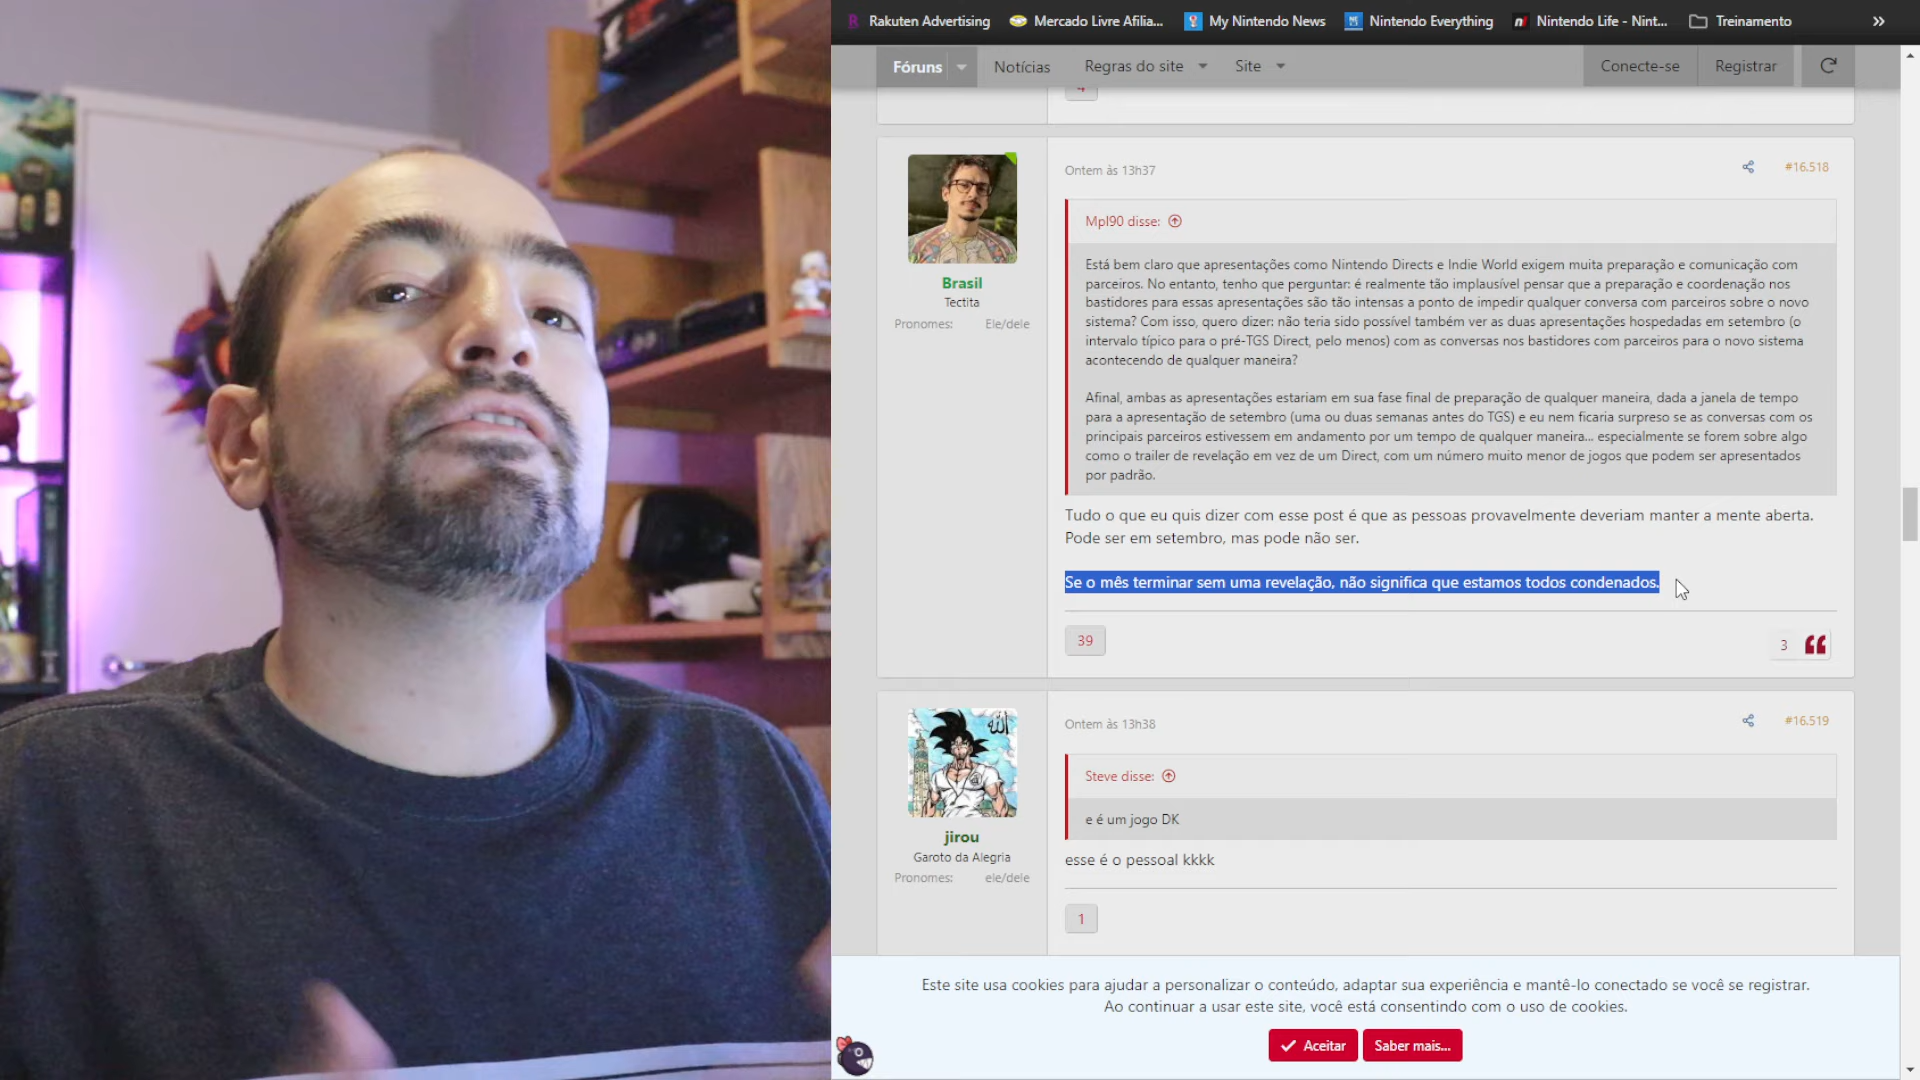 Rakuten Advertising
Mercado Livre Afilia...
My Nintendo News
Nintendo Everything
Nintendo Life - Nint...
Treinamento
»
Fóruns
Notícias
Regras do site
Site
Conecte-se
Registrar
4
Ontem às 13h37
#16.518
Brasil
Tectita
Pronomes: Ele/dele
Mpl90 disse:
Está bem claro que apresentações como Nintendo Directs e Indie World exigem muita preparação e comunicação com
parceiros. No entanto, tenho que perguntar: é realmente tão implausível pensar que a preparação e coordenação nos
bastidores para essas apresentações são tão intensas a ponto de impedir qualquer conversa com parceiros sobre o novo
sistema? Com isso, quero dizer: não teria sido possível também ver as duas apresentações hospedadas em setembro (o
intervalo típico para o pré-TGS Direct, pelo menos) com as conversas nos bastidores com parceiros para o novo sistema
acontecendo de qualquer maneira?
Afinal, ambas as apresentações estariam em sua fase final de preparação de qualquer maneira, dada a janela de tempo
para a apresentação de setembro (uma ou duas semanas antes do TGS) e eu nem ficaria surpreso se as conversas com os
principais parceiros estivessem em andamento por um tempo de qualquer maneira... especialmente se forem sobre algo
como o trailer de revelação em vez de um Direct, com um número muito menor de jogos que podem ser apresentados
por padrão.
Tudo o que eu quis dizer com esse post é que as pessoas provavelmente deveriam manter a mente aberta.
Pode ser em setembro, mas pode não ser.
Se o mês terminar sem uma revelação, não significa que estamos todos condenados.
39
3
Ontem às 13h38
#16.519
jirou
Garoto da Alegria
Pronomes: ele/dele
Steve disse:
e é um jogo DK
esse é o pessoal kkkk
1
Este site usa cookies para ajudar a personalizar o conteúdo, adaptar sua experiência e mantê-lo conectado se você se registrar.
Ao continuar a usar este site, você está consentindo com o uso de cookies.
Aceitar
Saber mais...